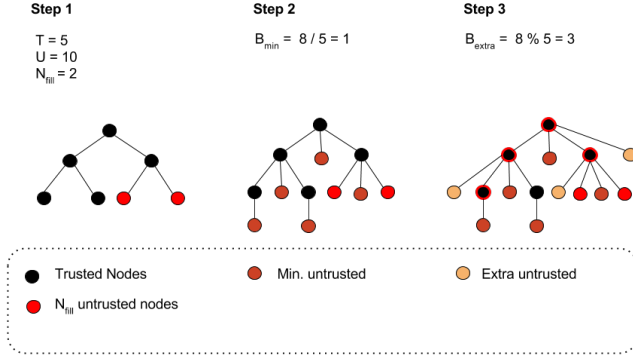 Step 1
T = 5
U = 10
N_fill = 2
Step 2
B_min = 8 / 5 = 1
Step 3
B_extra = 8 % 5 = 3
Trusted Nodes
N_fill untrusted nodes
Min. untrusted
Extra untrusted